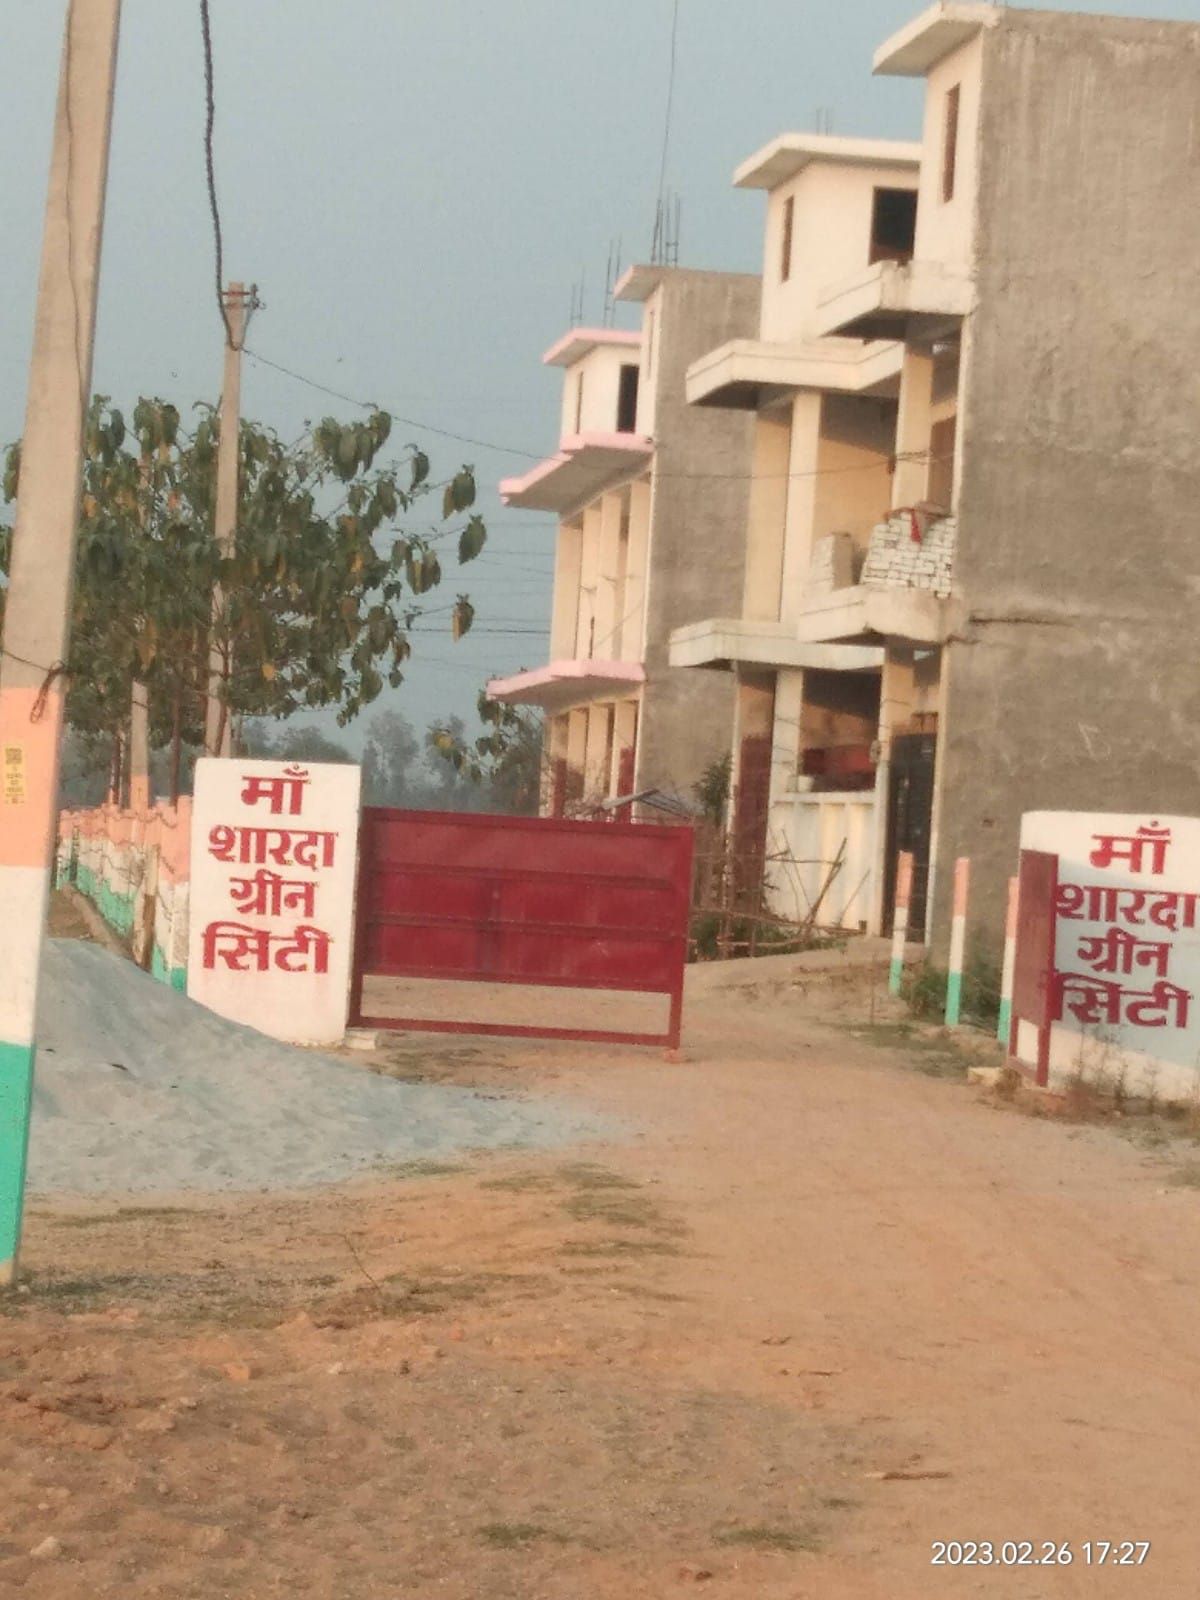 माँ
शारदा
ग्रीन
सिटी
माँ
शारदा
ग्रीन
सिटी
2023.02.26 17:27